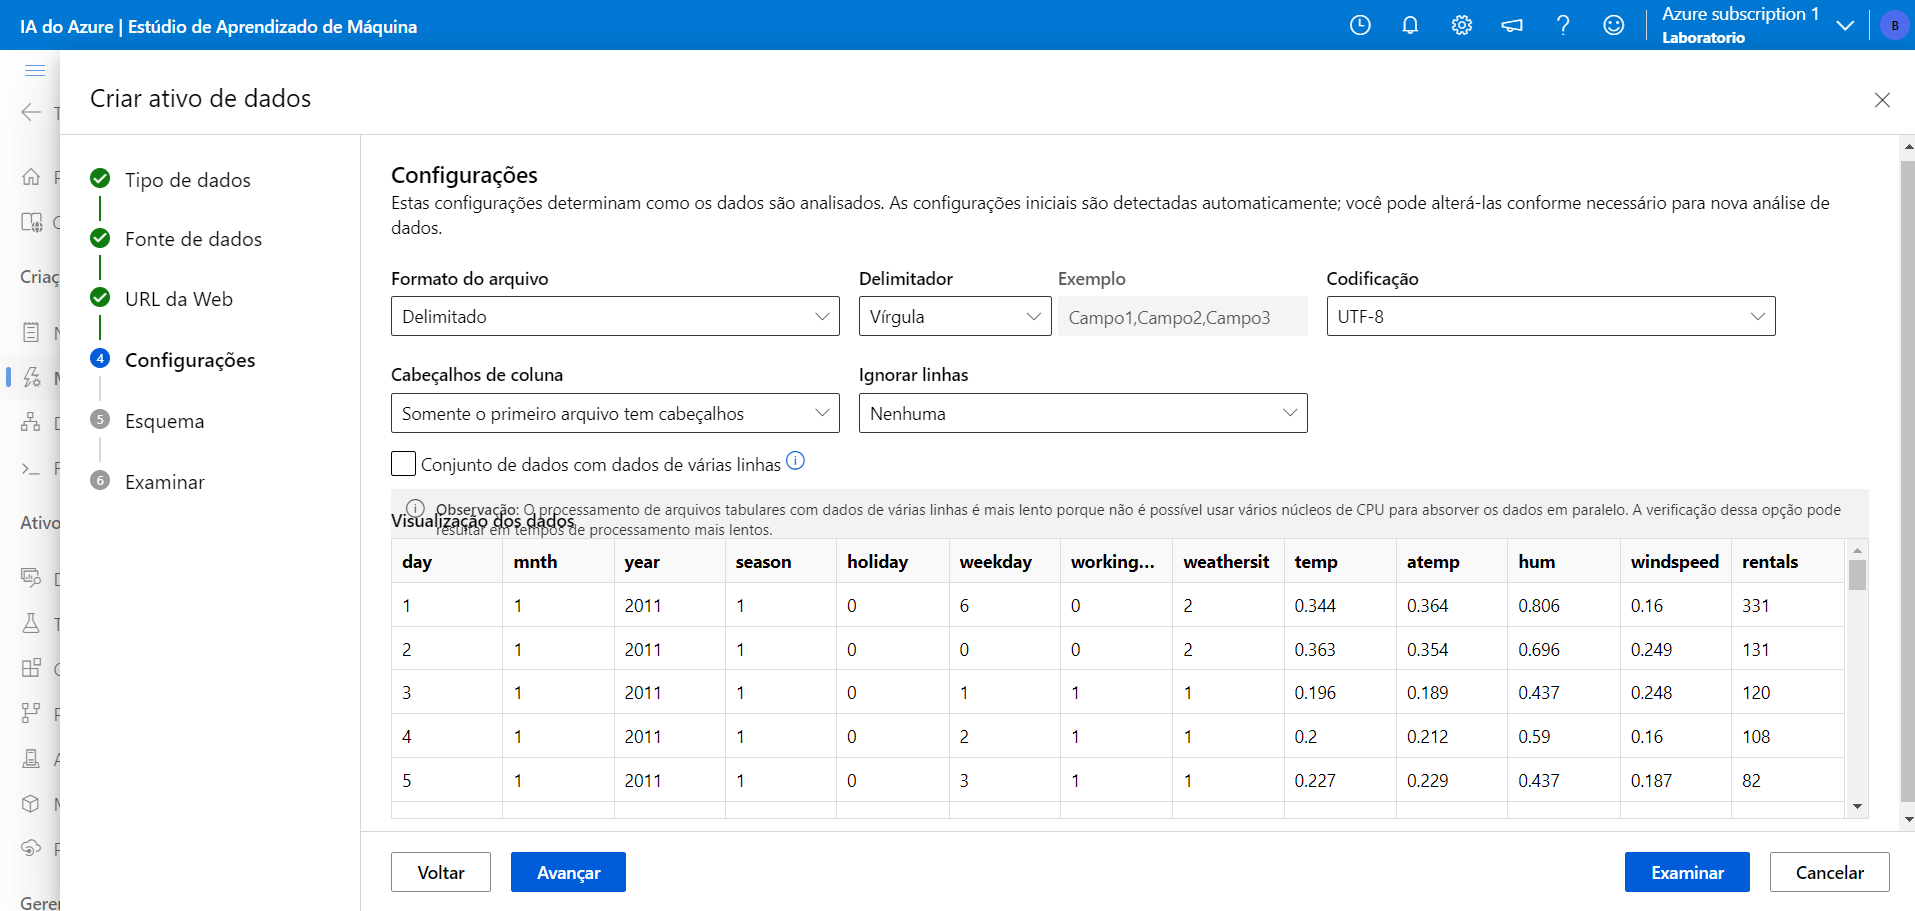 IA do Azure | Estúdio de Aprendizado de Máquina
Azure subscription 1
Laboratorio
B
Criar ativo de dados
Criaç
Ativo
Gerer
Tipo de dados
Fonte de dados
URL da Web
4 Configurações
5 Esquema
6 Examinar
Configurações
Estas configurações determinam como os dados são analisados. As configurações iniciais são detectadas automaticamente; você pode alterá-las conforme necessário para nova análise de
dados.
Formato do arquivo Delimitador Exemplo Codificação
Delimitado Vírgula Campo1,Campo2,Campo3 UTF-8
Cabeçalhos de coluna Ignorar linhas
Somente o primeiro arquivo tem cabeçalhos Nenhuma
Conjunto de dados com dados de várias linhas
Observação: O processamento de arquivos tabulares com dados de várias linhas é mais lento porque não é possível usar vários núcleos de CPU para absorver os dados em paralelo. A verificação dessa opção pode
resultar em tempos de processamento mais lentos.
Visualização dos dados
day mnth year season holiday weekday working... weathersit temp atemp hum windspeed rentals
1 1 2011 1 0 6 0 2 0.344 0.364 0.806 0.16 331
2 1 2011 1 0 0 0 2 0.363 0.354 0.696 0.249 131
3 1 2011 1 0 1 1 1 0.196 0.189 0.437 0.248 120
4 1 2011 1 0 2 1 1 0.2 0.212 0.59 0.16 108
5 1 2011 1 0 3 1 1 0.227 0.229 0.437 0.187 82
Voltar Avançar Examinar Cancelar